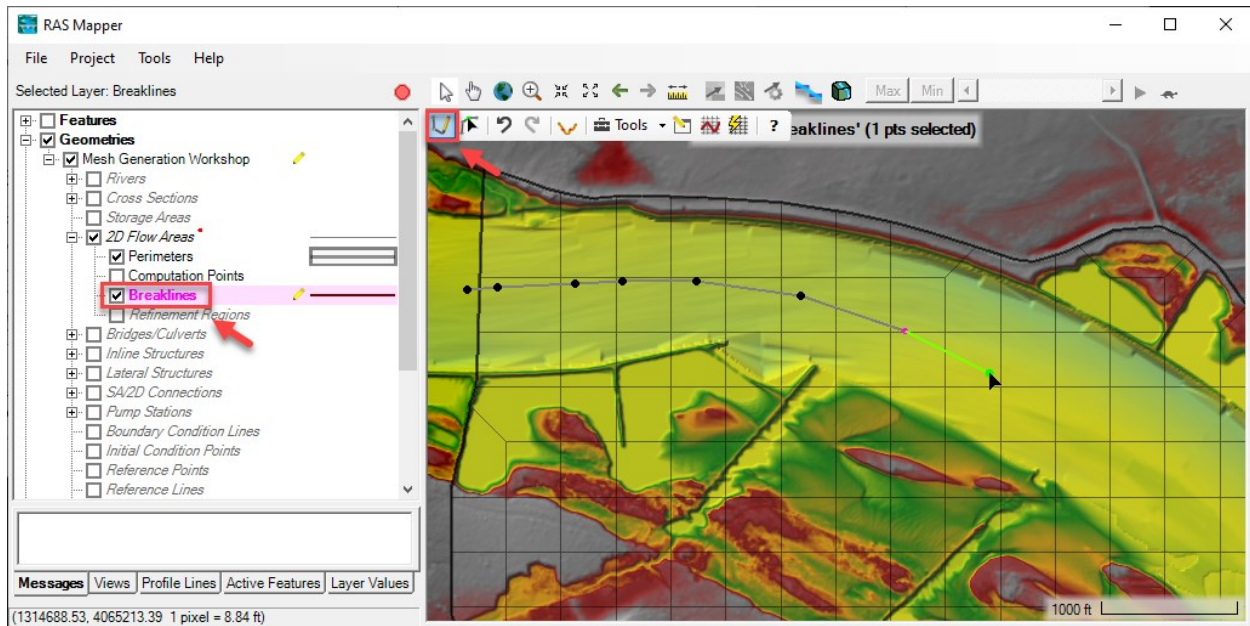 RAS Mapper
File Project Tools Help
Selected Layer: Breaklines
Max Min
Features
Geometries
Mesh Generation Workshop
Rivers
Cross Sections
Storage Areas
2D Flow Areas
Perimeters
Computation Points
Breaklines
Refinement Regions
Bridges/Culverts
Inline Structures
Lateral Structures
SA/2D Connections
Pump Stations
Boundary Condition Lines
Initial Condition Points
Reference Points
Reference Lines
Tools ? eaklines' (1 pts selected)
1000 ft
Messages Views Profile Lines Active Features Layer Values
(1314688.53, 4065213.39 1 pixel = 8.84 ft)